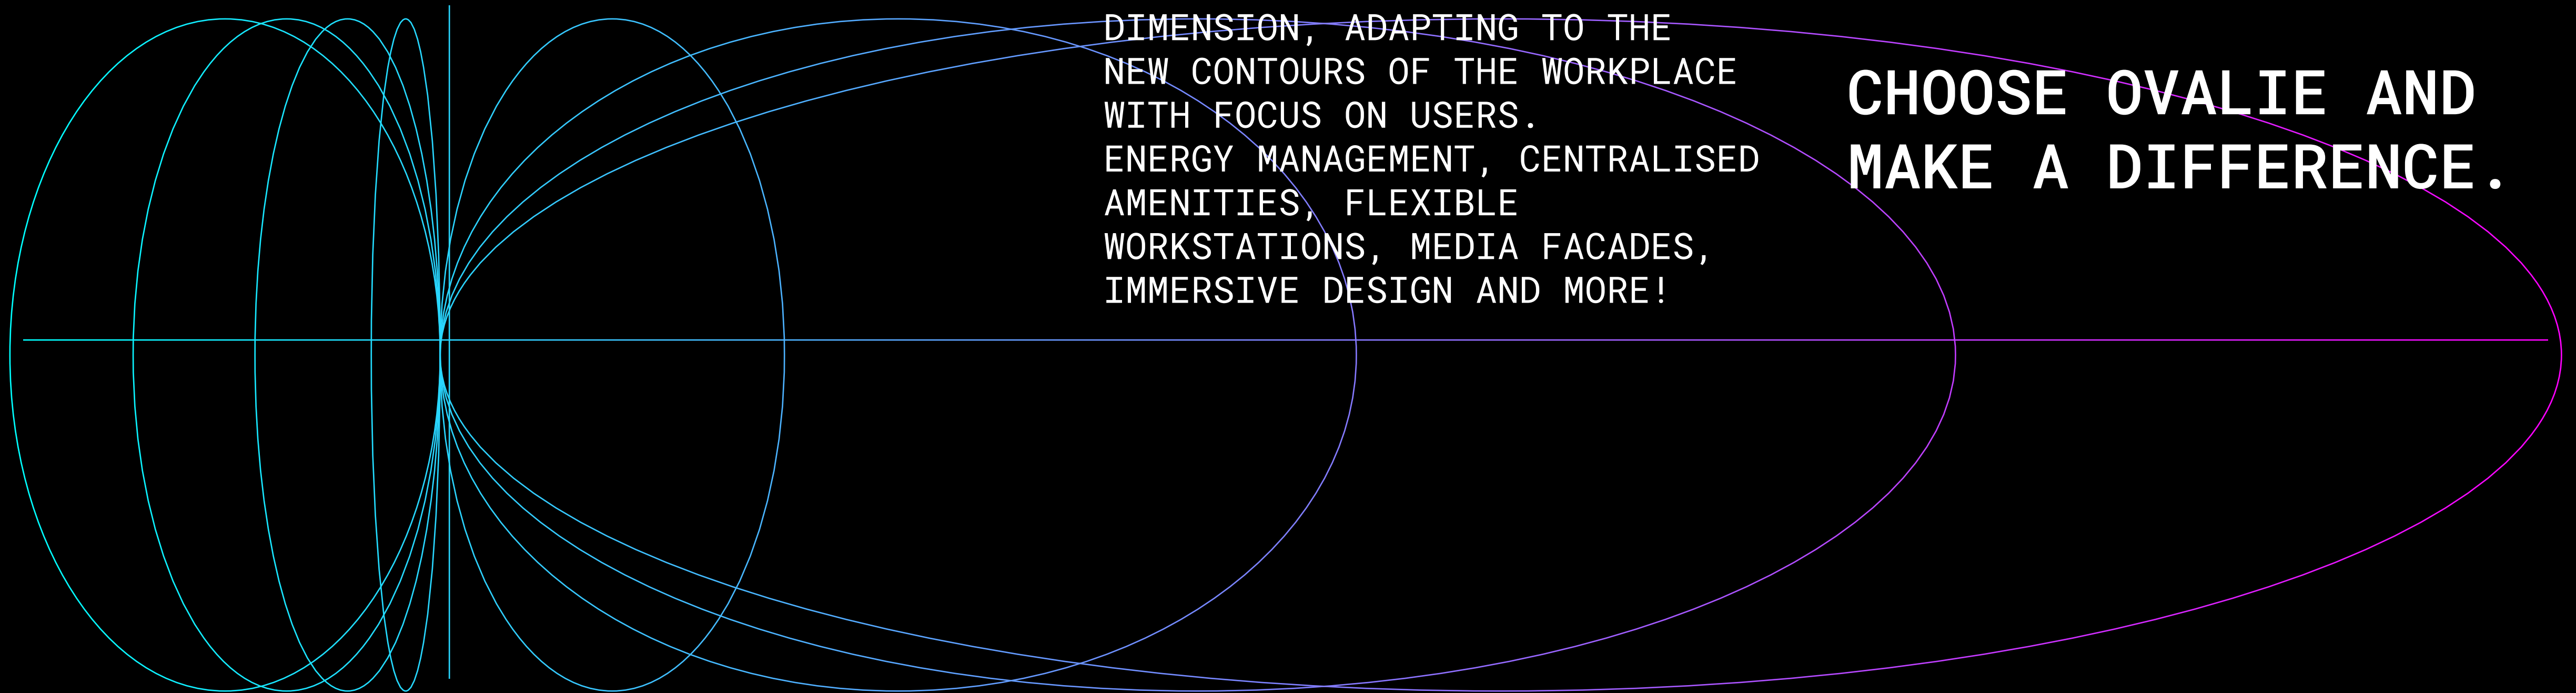 DIMENSION, ADAPTING TO THE
NEW CONTOURS OF THE WORKPLACE
WITH FOCUS ON USERS.
ENERGY MANAGEMENT, CENTRALISED
AMENITIES, FLEXIBLE
WORKSTATIONS, MEDIA FACADES,
IMMERSIVE DESIGN AND MORE!
CHOOSE OVALIE AND
MAKE A DIFFERENCE.